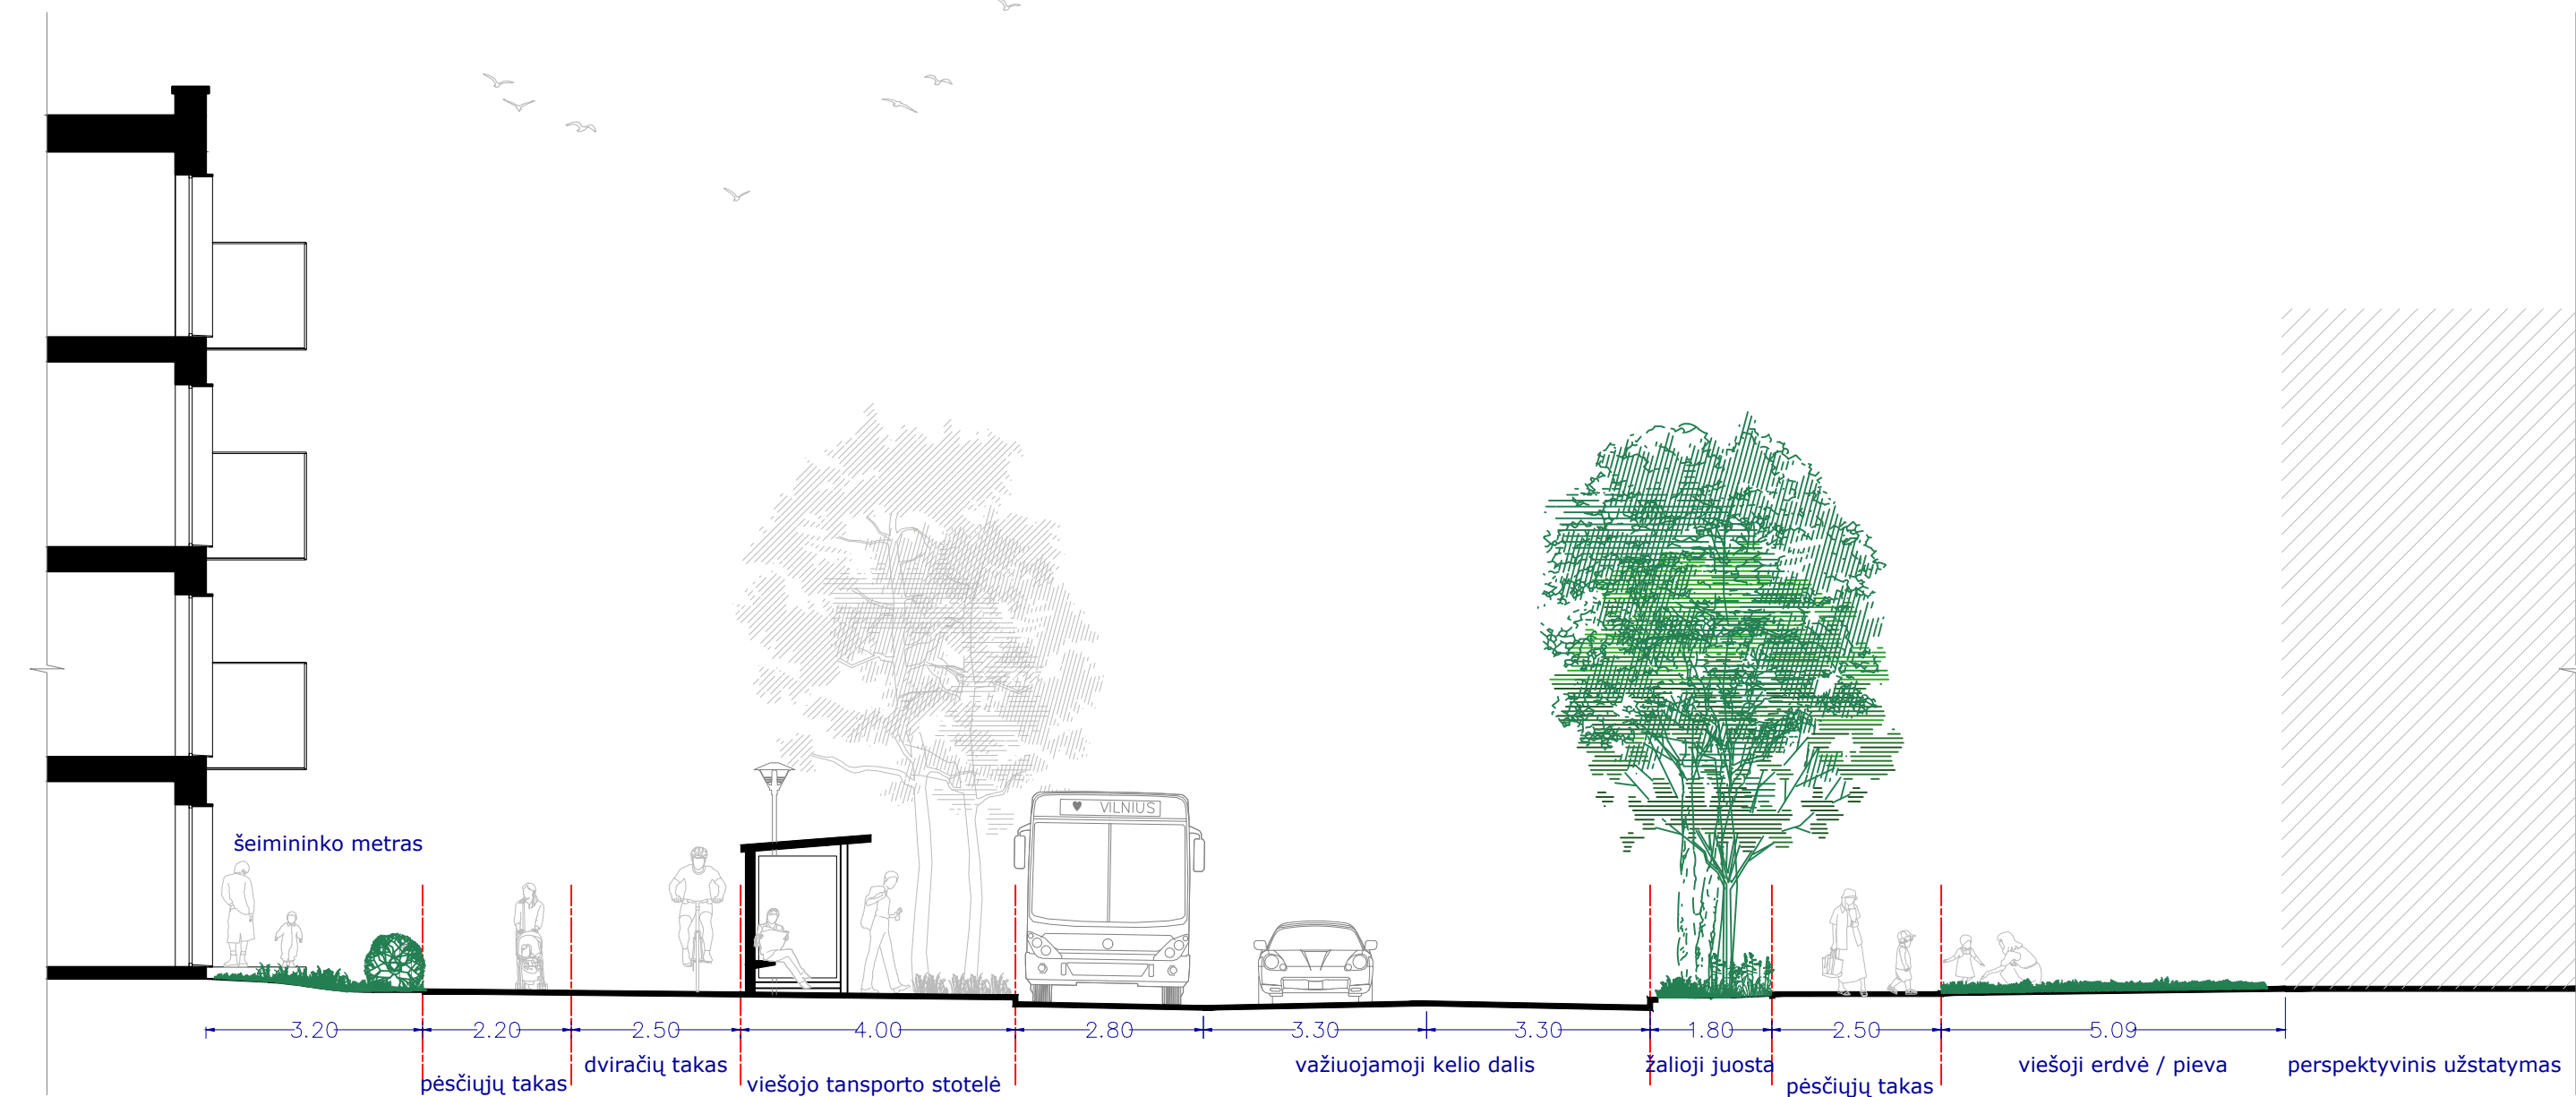 VILNIUS
šeimininko metras
3.20 2.20 2.50 4.00 2.80 3.30 3.30 1.80 2.50 5.09
dviračių takas važiuojamoji kelio dalis žalioji juosta viešoji erdvė / pieva perspektyvinis užstatymas
pėsčiųjų takas viešojo tansporto stotelė pėsčiųjų takas